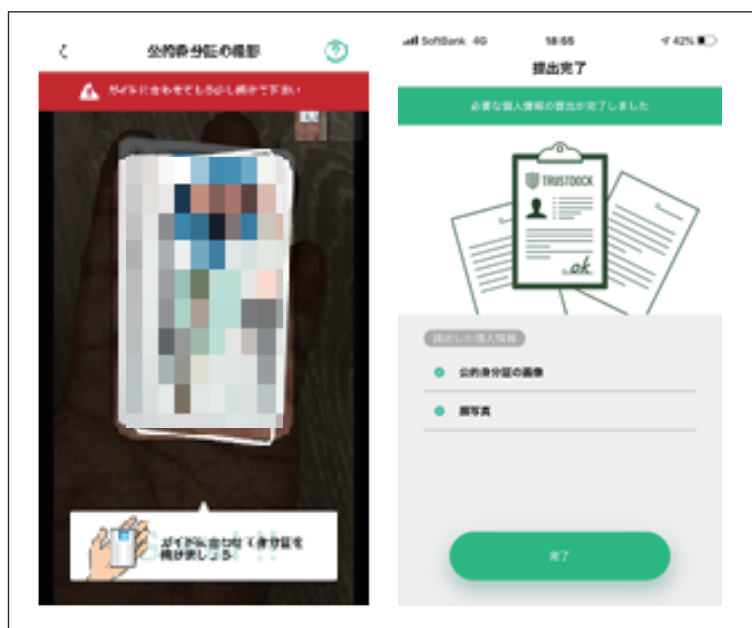 公的身分証の撮影
ガイドに合わせてもう少し傾けて下さい
ガイドに合わせて身分証を
傾けましょう
SoftBank 4G
18:55
42%
提出完了
必要な個人情報の提出が完了しました
TRUSTDOCK
ok
提出した個人情報
公的身分証の画像
顔写真
完了